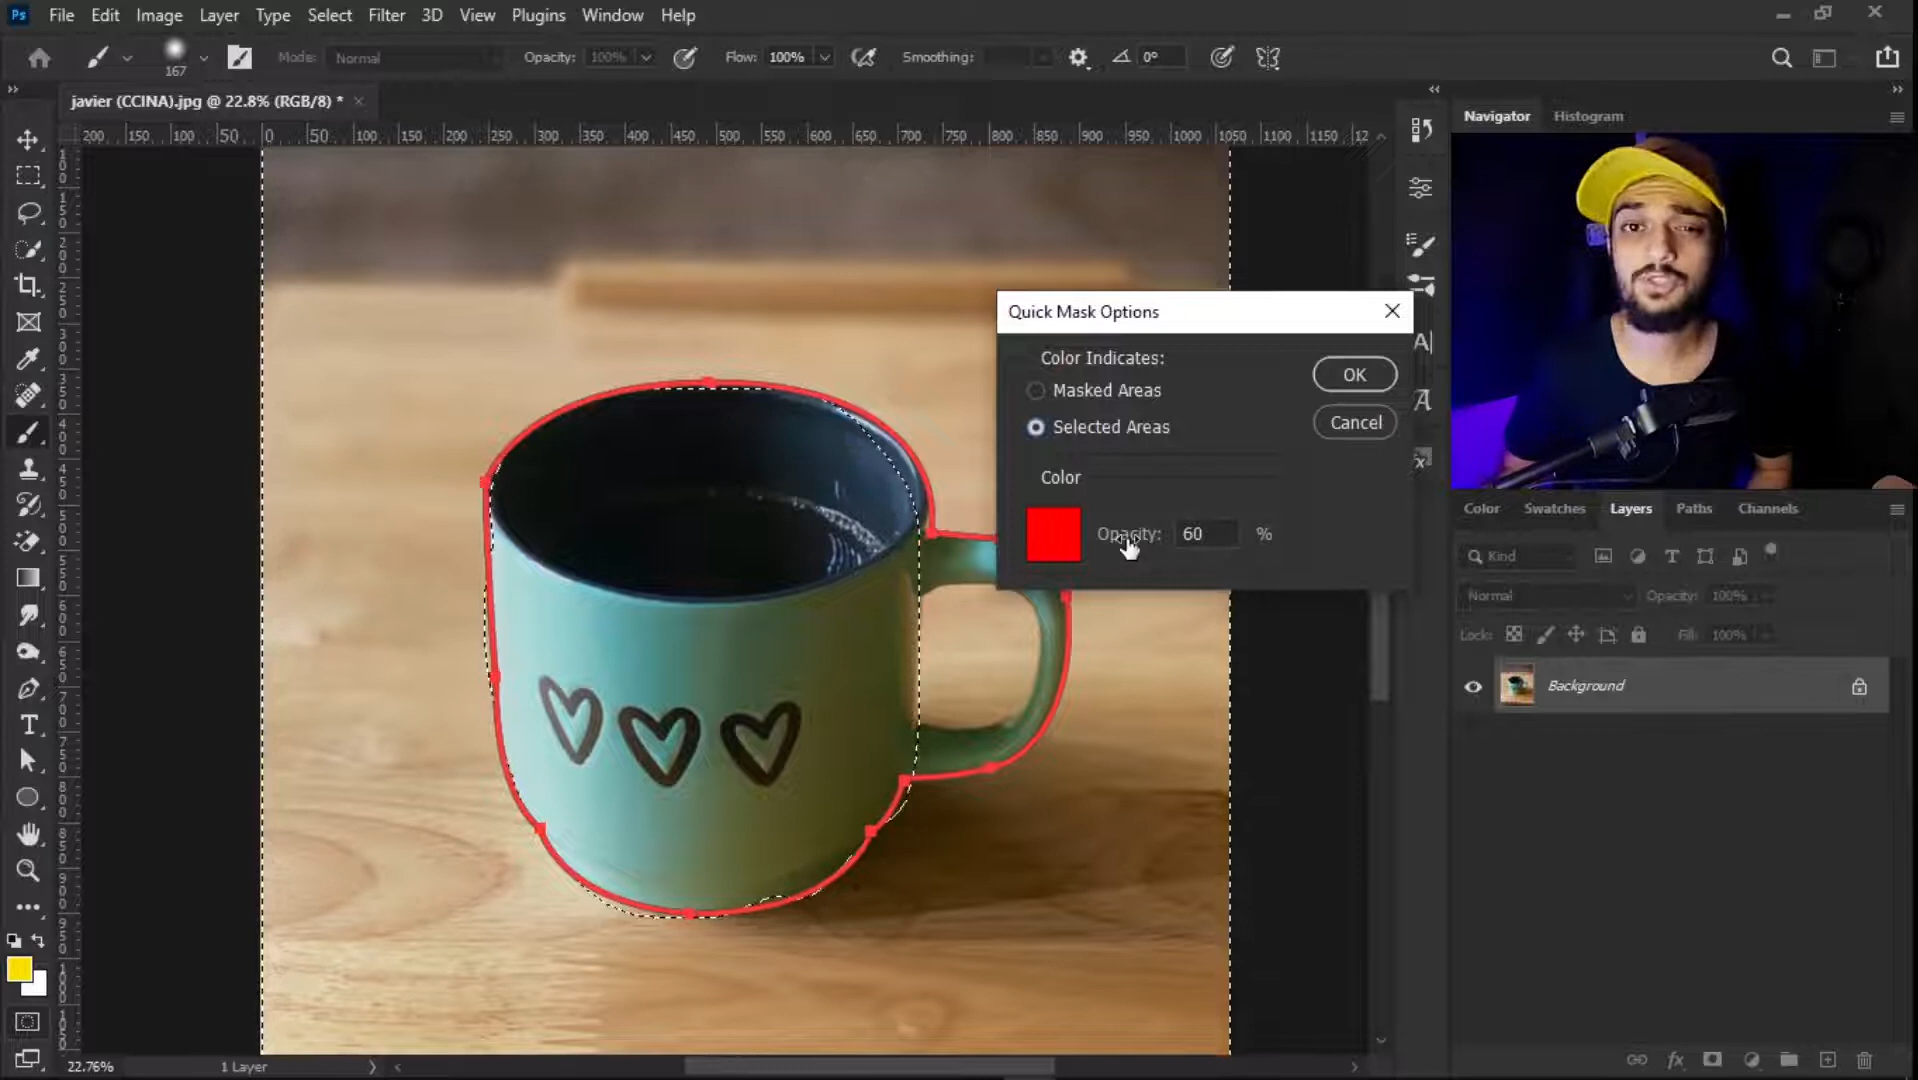 Ps File Edit Image Layer Type Select Filter 3D View Plugins Window Help
167 Mode: Normal Opacity: 100% Flow: 100% Smoothing: 0°
javier (CCINA).jpg @ 22.8% (RGB/8) *
200 150 100 50 0 50 100 150 200 250 300 350 400 450 500 550 600 650 700 750 800 850 900 950 1000 1050 1100 1150 12
Navigator Histogram
Quick Mask Options
Color Indicates:
Masked Areas
OK
Selected Areas
Cancel
Color
Opacity: 60 %
Color Swatches Layers Paths Channels
Kind
Normal Opacity: 100%
Lock: Fill: 100%
Background
22.76% 1 Layer